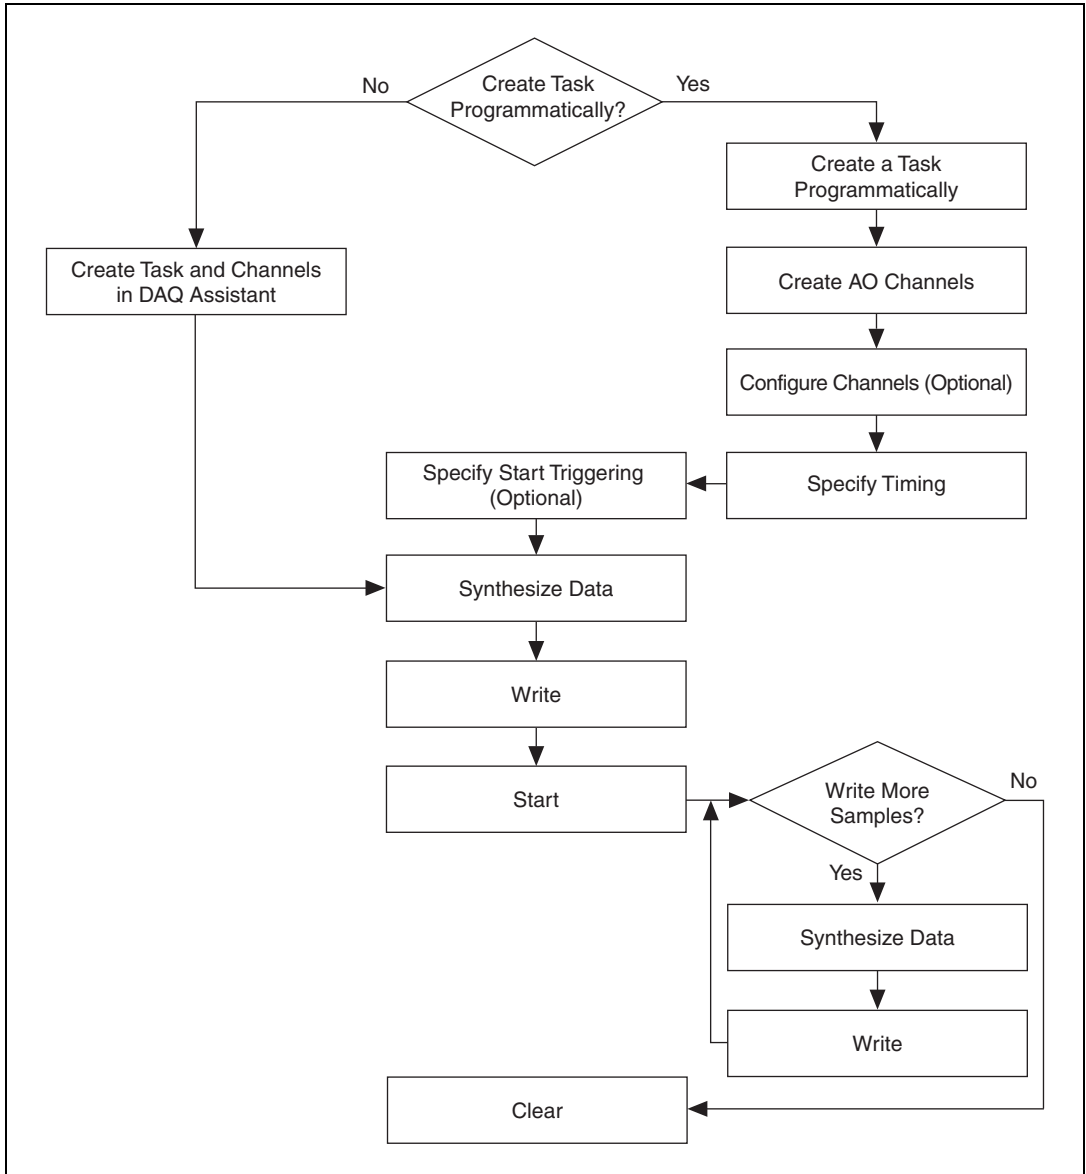 Create Task
Programmatically?
No
Yes
Create a Task
Programmatically
Create Task and Channels
in DAQ Assistant
Create AO Channels
Configure Channels (Optional)
Specify Start Triggering
(Optional)
Specify Timing
Synthesize Data
Write
Start
Write More
Samples?
No
Yes
Synthesize Data
Write
Clear